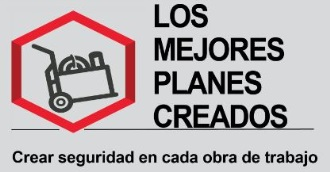 LOS
MEJORES
PLANES
CREADOS
Crear seguridad en cada obra de trabajo